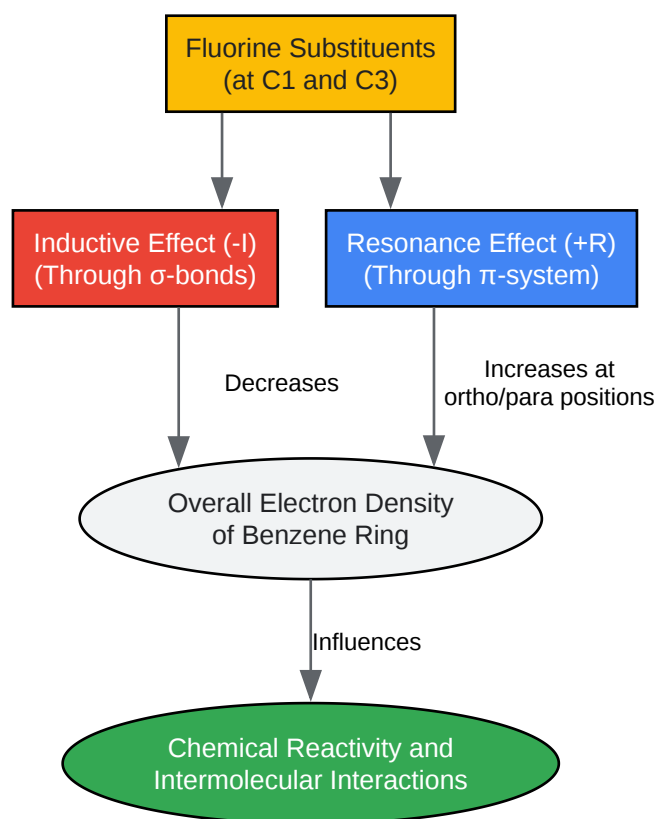 Fluorine Substituents
(at C1 and C3)
Inductive Effect (-I)
(Through σ-bonds)
Resonance Effect (+R)
(Through π-system)
Decreases
Increases at
ortho/para positions
Overall Electron Density
of Benzene Ring
Influences
Chemical Reactivity and
Intermolecular Interactions